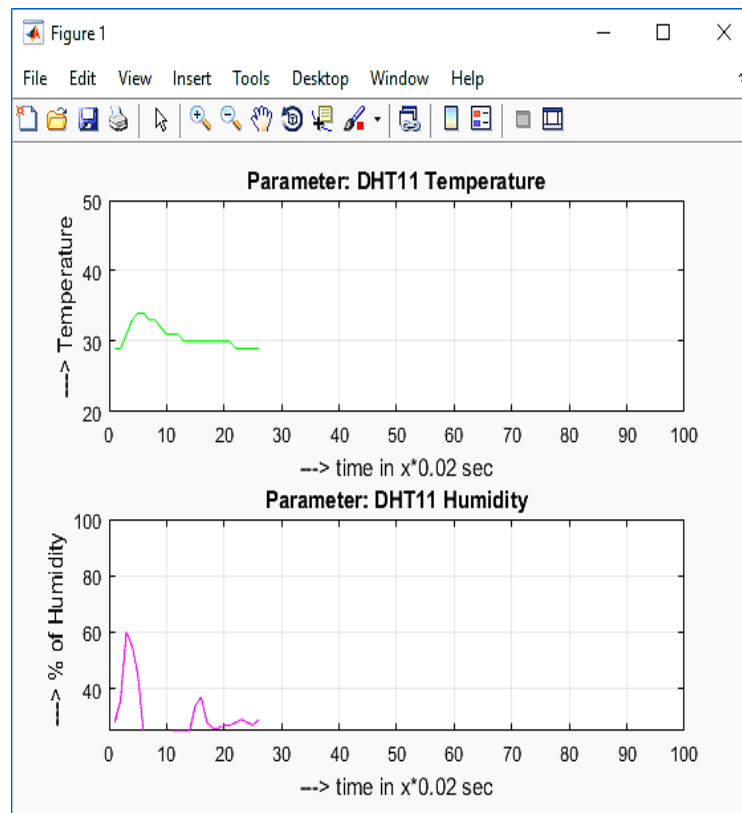 Figure 1
File Edit View Insert Tools Desktop Window Help
Parameter: DHT11 Temperature
---> Temperature
50
40
30
20
0 10 20 30 40 50 60 70 80 90 100
---> time in x*0.02 sec
Parameter: DHT11 Humidity
---> % of Humidity
100
80
60
40
0 10 20 30 40 50 60 70 80 90 100
---> time in x*0.02 sec